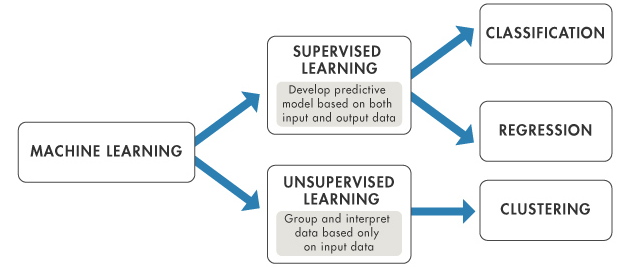 MACHINE LEARNING
SUPERVISED
LEARNING
Develop predictive
model based on both
input and output data
UNSUPERVISED
LEARNING
Group and interpret
data based only
on input data
CLASSIFICATION
REGRESSION
CLUSTERING